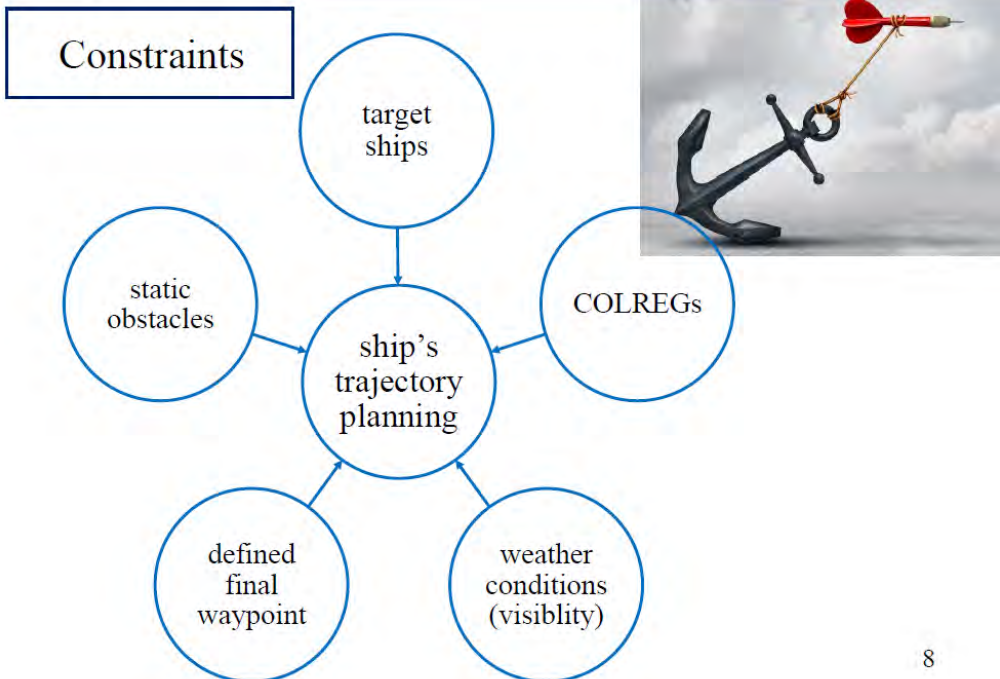 Constraints
target
ships
static
obstacles
COLREGs
ship's
trajectory
planning
defined
final
waypoint
weather
conditions
(visiblity)
8